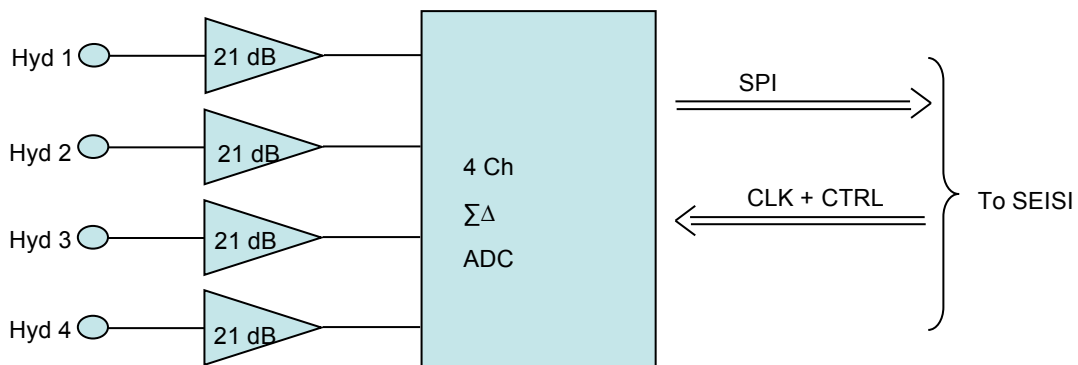 Hyd 1
21 dB
Hyd 2
21 dB
Hyd 3
21 dB
Hyd 4
21 dB
4 Ch
∑∆
ADC
SPI
CLK + CTRL
To SEISI